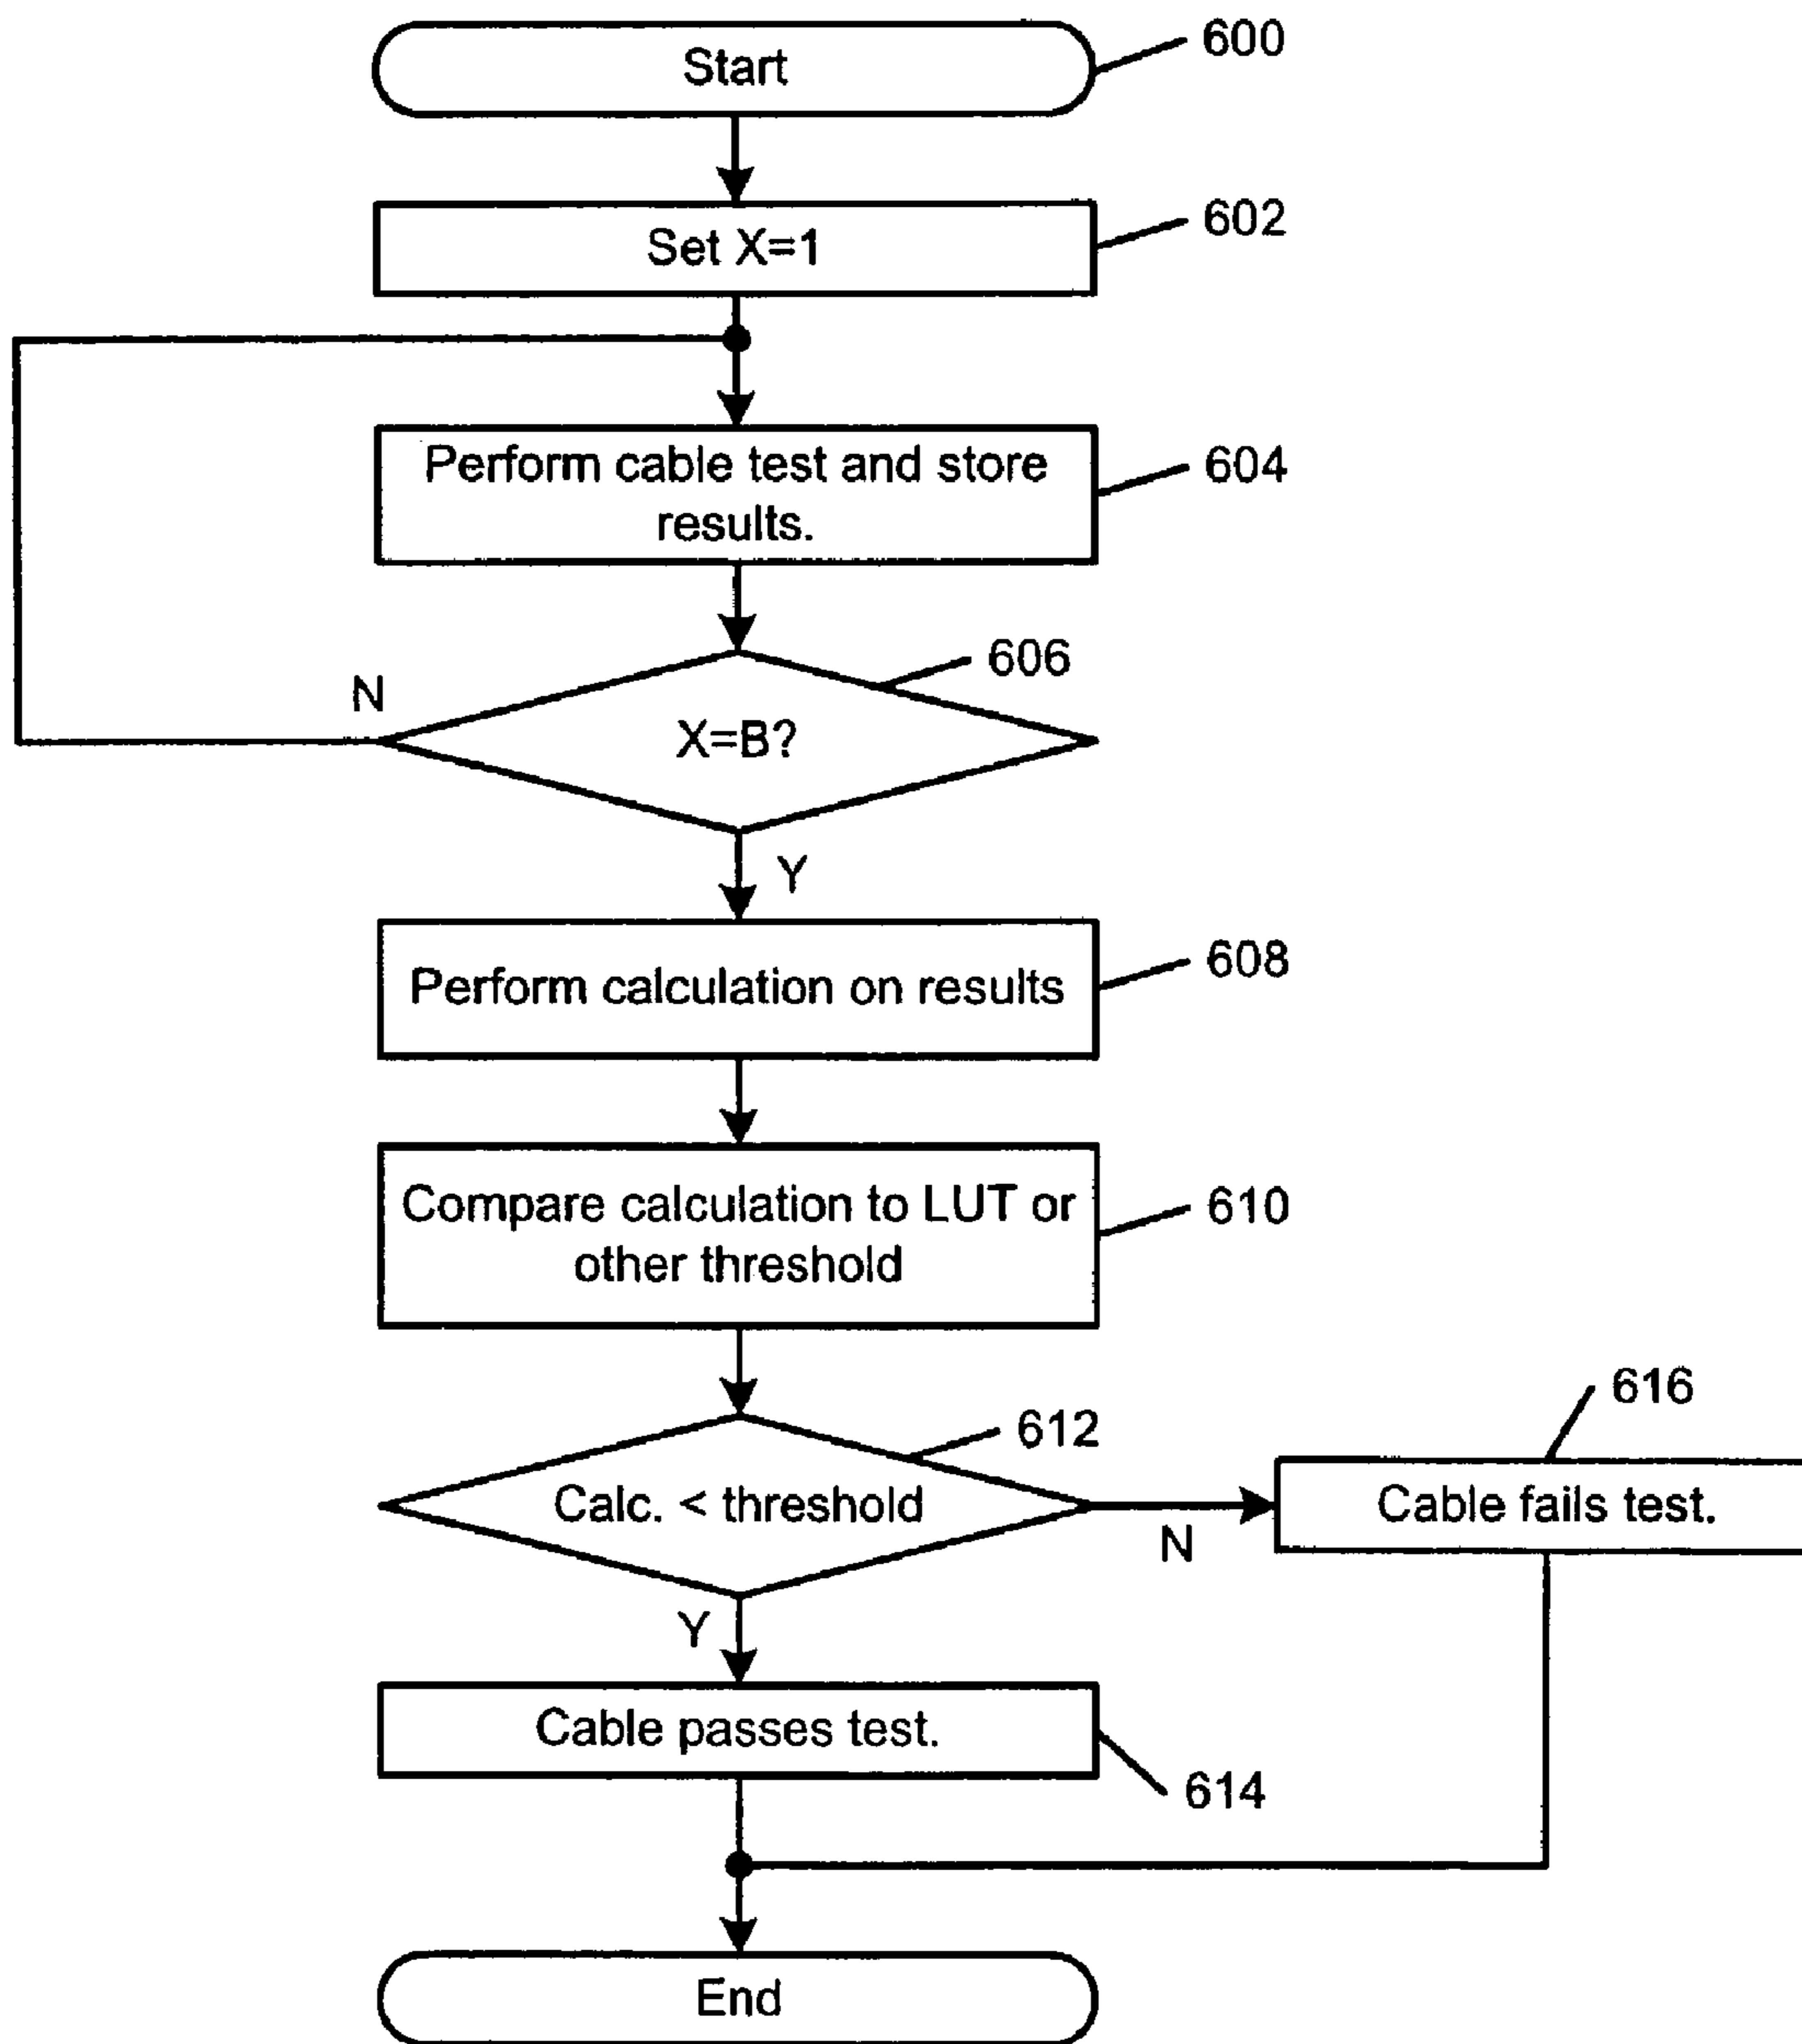 Start
600
Set X=1
602
Perform cable test and store
results.
604
606
N
X=B?
Y
Perform calculation on results
608
Compare calculation to LUT or
other threshold
610
612
616
Calc. < threshold
N
Cable fails test.
Y
Cable passes test.
614
End